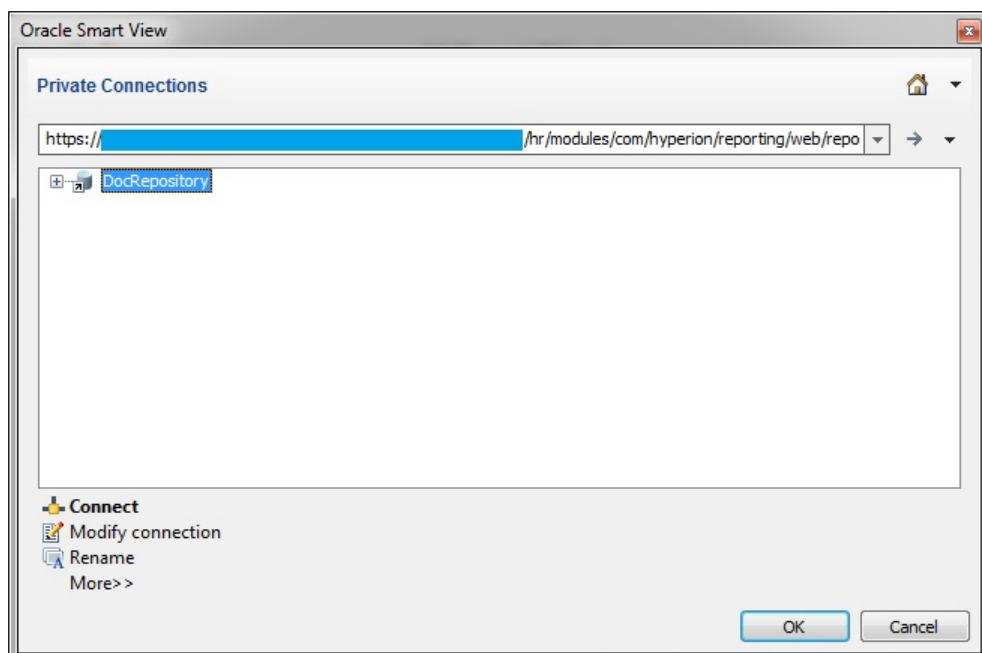 Oracle Smart View
Private Connections
https:// /hr/modules/com/hyperion/reporting/web/repo
DocRepository
Connect
Modify connection
Rename
More>>
OK Cancel